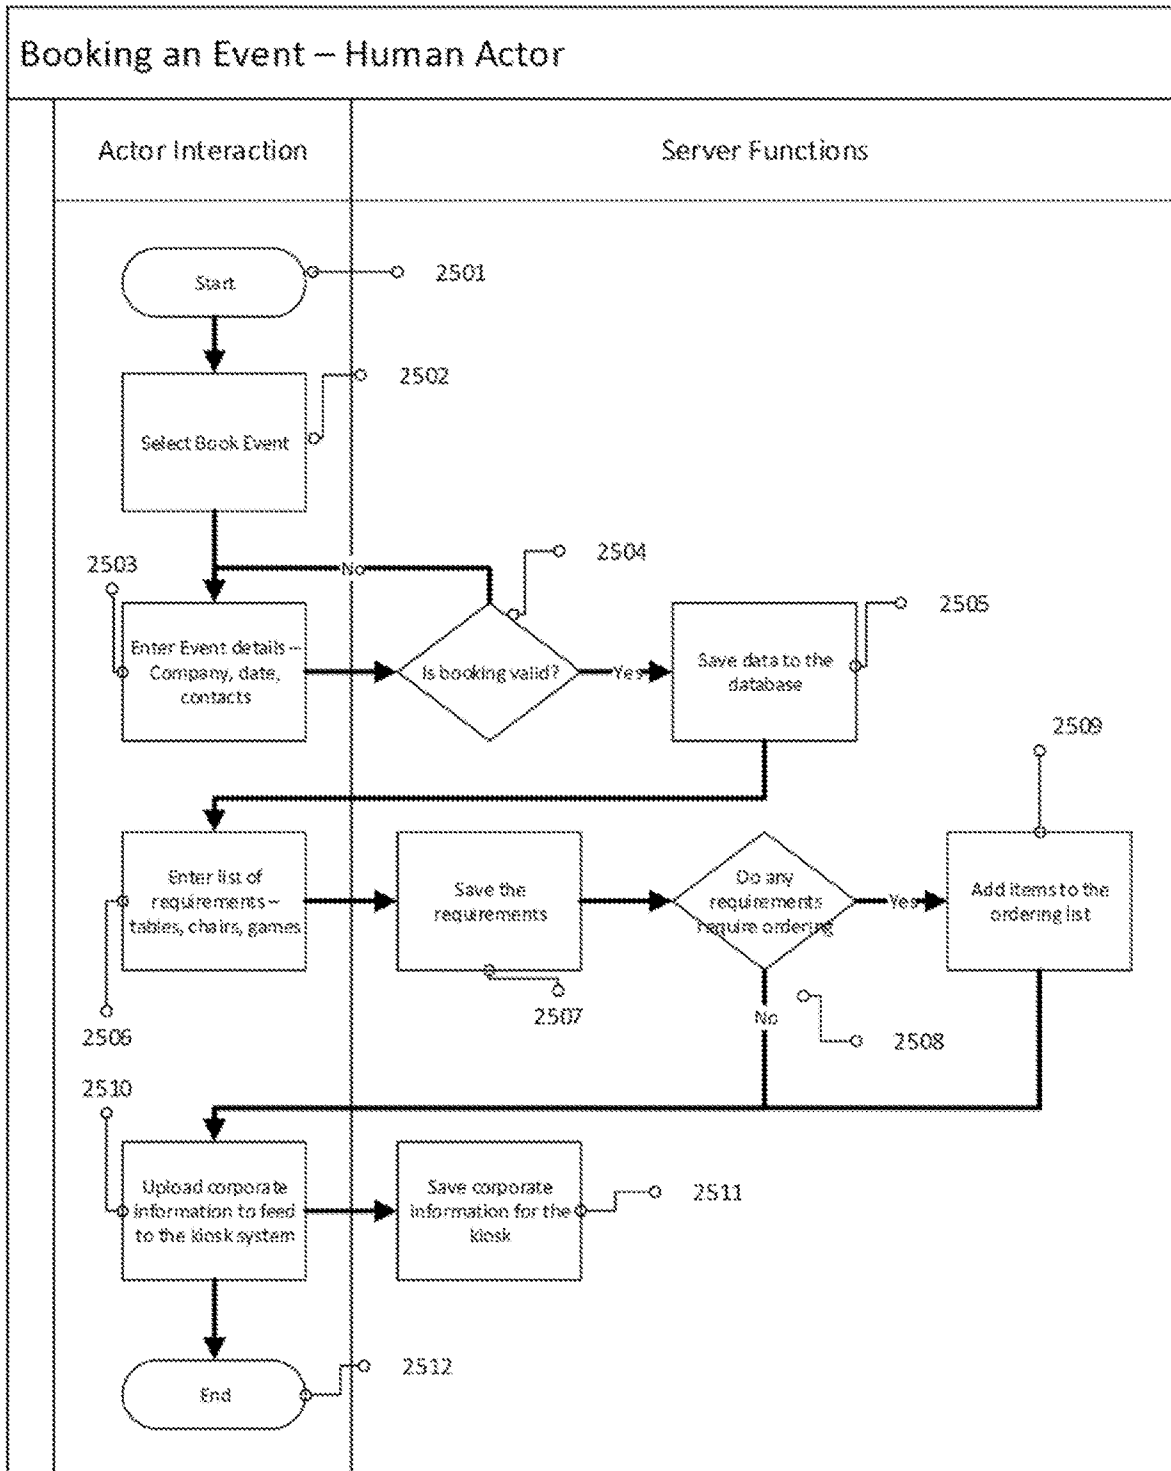 Booking an Event – Human Actor
Actor Interaction
Server Functions
Start
2501
2502
Select Book Event
2503
No
2504
2505
Enter Event details –
Company, date,
contacts
Is booking valid?
Yes
Save data to the
database
2509
Enter list of
requirements –
tables, chairs, games
Save the
requirements
Do any
requirements
require ordering
Yes
Add items to the
ordering list
2506
2507
No
2508
2510
Upload corporate
information to feed
to the kiosk system
Save corporate
information for the
kiosk
2511
End
2512